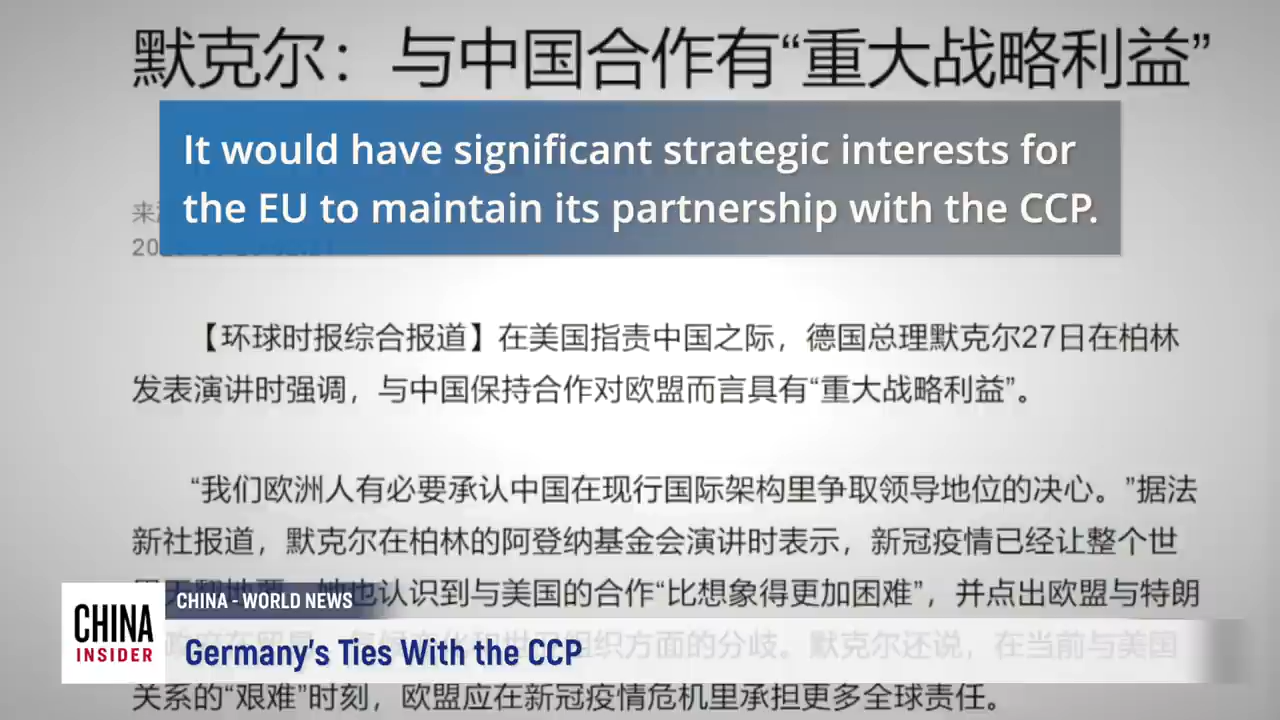 默克尔：与中国合作有“重大战略利益”
It would have significant strategic interests for
the EU to maintain its partnership with the CCP.
【环球时报综合报道】在美国指责中国之际，德国总理默克尔27日在柏林
发表演讲时强调，与中国保持合作对欧盟而言具有“重大战略利益”。
“我们欧洲人有必要承认中国在现行国际架构里争取领导地位的决心。”据法
新社报道，默克尔在柏林的阿登纳基金会演讲时表示，新冠疫情已经让整个世
也认识到与美国的合作“比想象得更加困难”，并点出欧盟与特朗
CHINA - WORLD NEWS
组织方面的分歧。默克尔还说，在当前与美国
CHINA
INSIDER
Germany's Ties With the CCP
关系的“艰难”时刻，欧盟应在新冠疫情危机里承担更多全球责任。